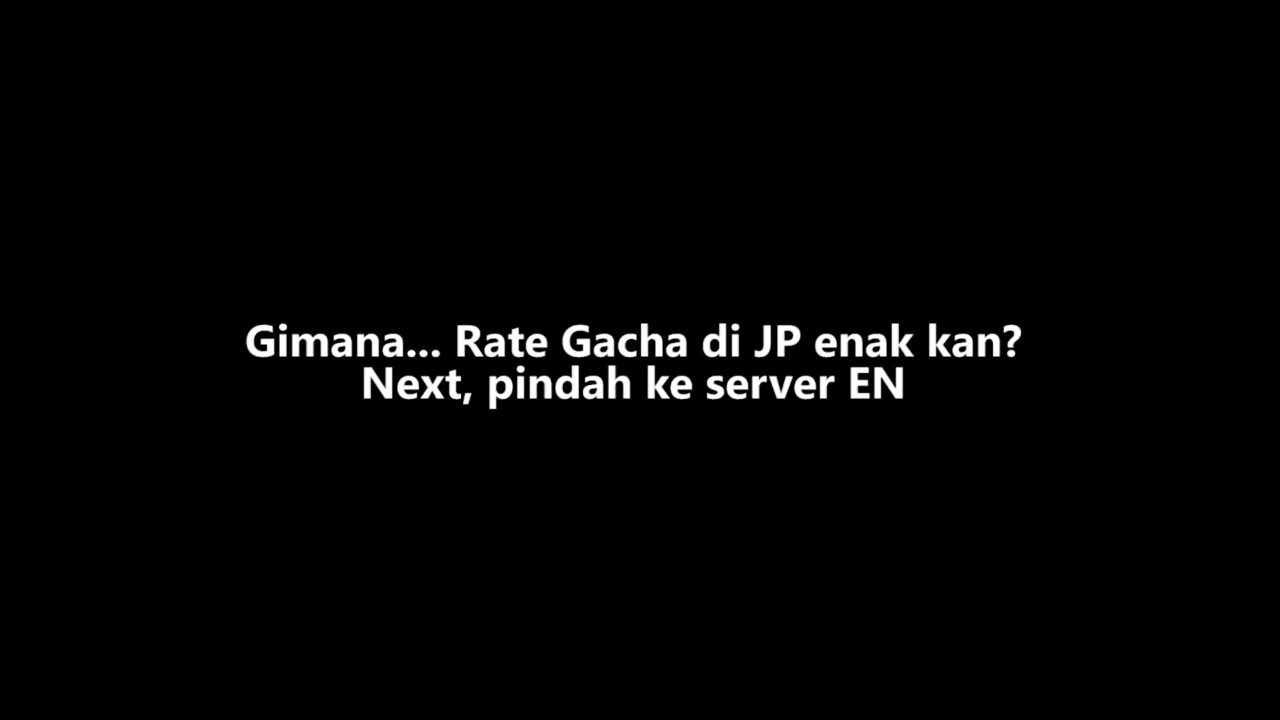 Gimana... Rate Gacha di JP enak kan?
Next, pindah ke server EN